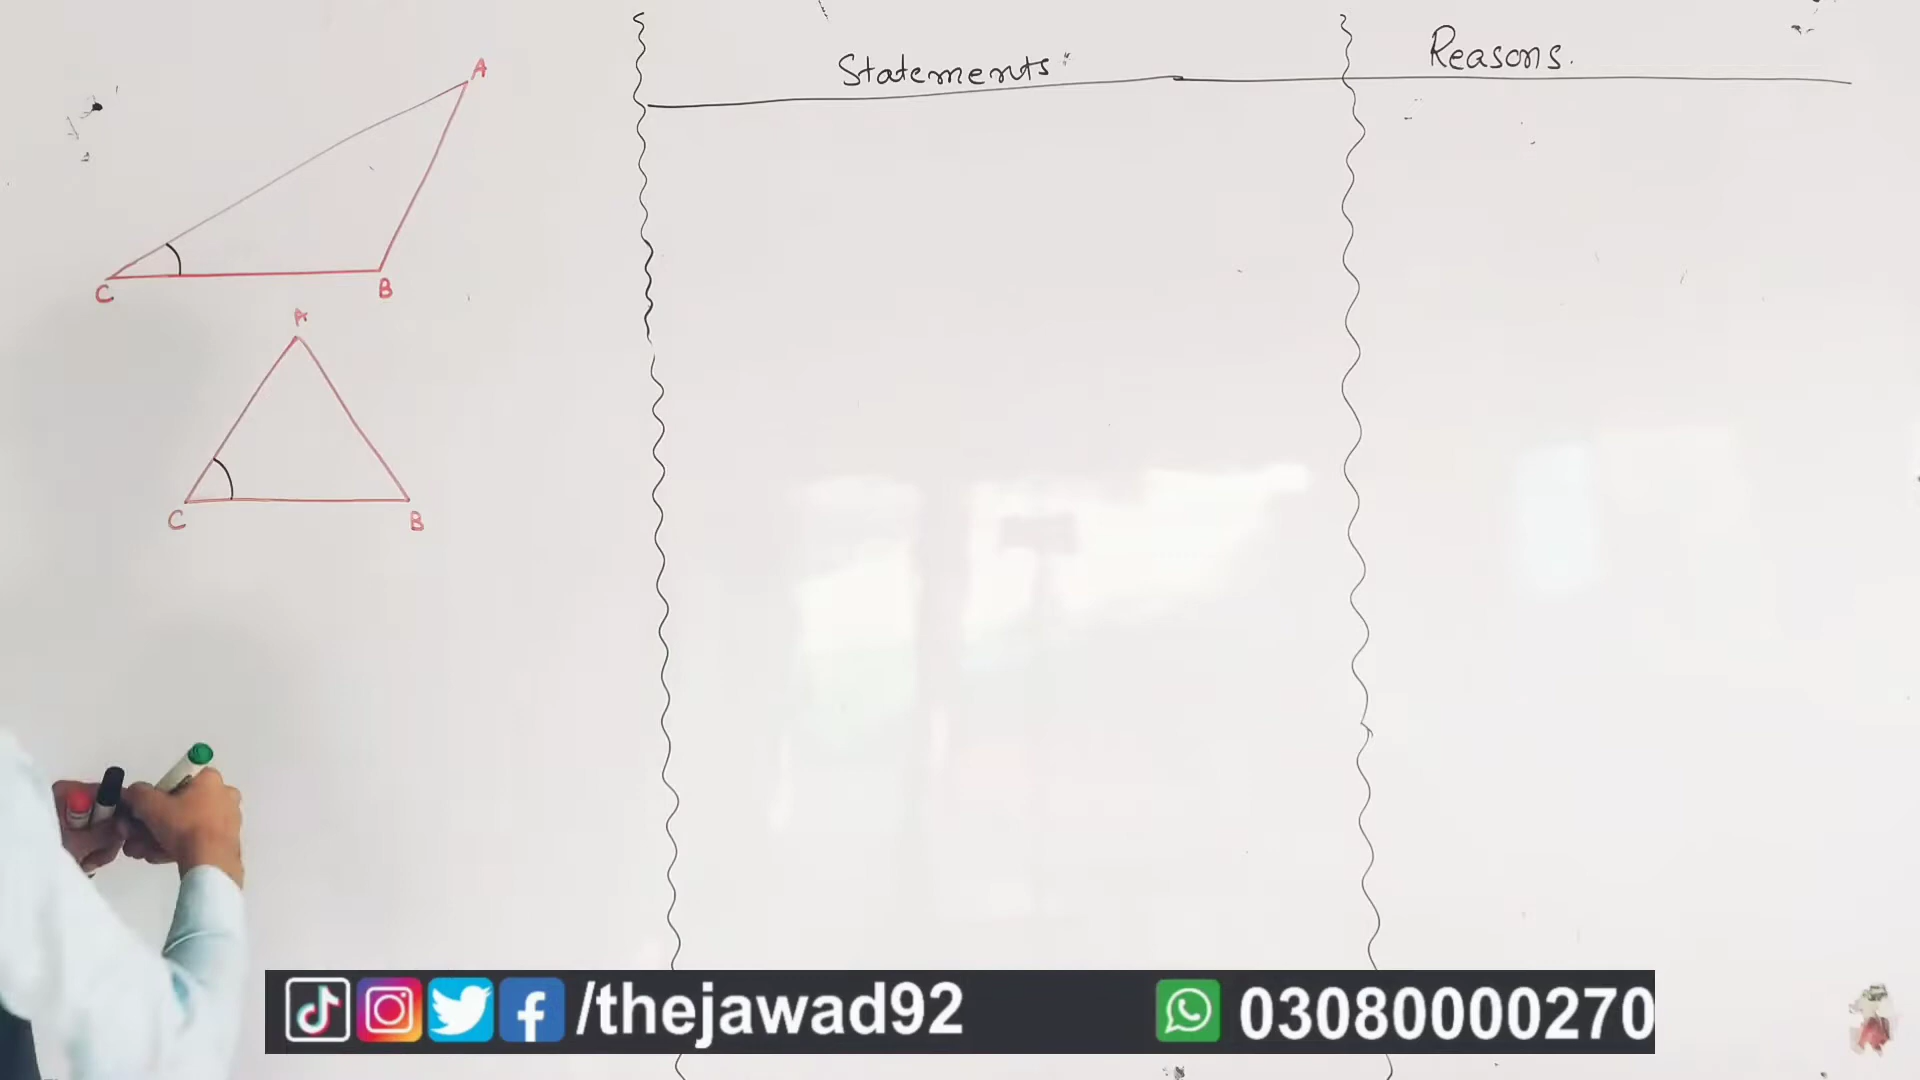 Statements
Reasons.
A
C
B
A
C
B
/thejawad92
03080000270